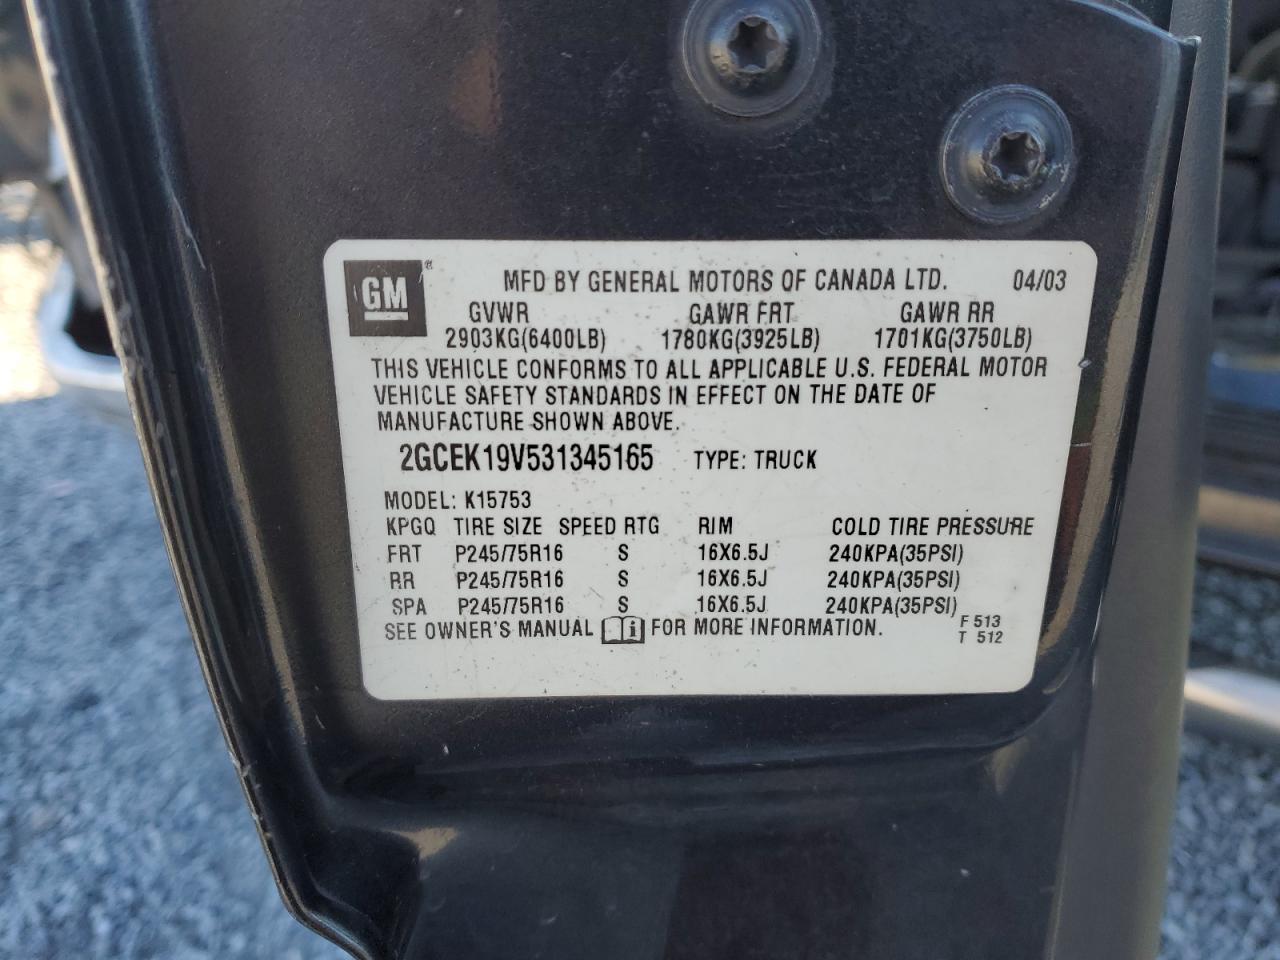 GM® MFD BY GENERAL MOTORS OF CANADA LTD. 04/03
GVWR GAWR FRT GAWR RR
2903KG(6400LB) 1780KG(3925LB) 1701KG(3750LB)
THIS VEHICLE CONFORMS TO ALL APPLICABLE U.S. FEDERAL MOTOR
VEHICLE SAFETY STANDARDS IN EFFECT ON THE DATE OF
MANUFACTURE SHOWN ABOVE.
2GCEK19V531345165 TYPE: TRUCK
MODEL: K15753
KPGQ TIRE SIZE SPEED RTG RIM COLD TIRE PRESSURE
FRT P245/75R16 S 16X6.5J 240KPA(35PSI)
RR P245/75R16 S 16X6.5J 240KPA(35PSI)
SPA P245/75R16 S 16X6.5J 240KPA(35PSI)
SEE OWNER'S MANUAL i FOR MORE INFORMATION. F 513
T 512